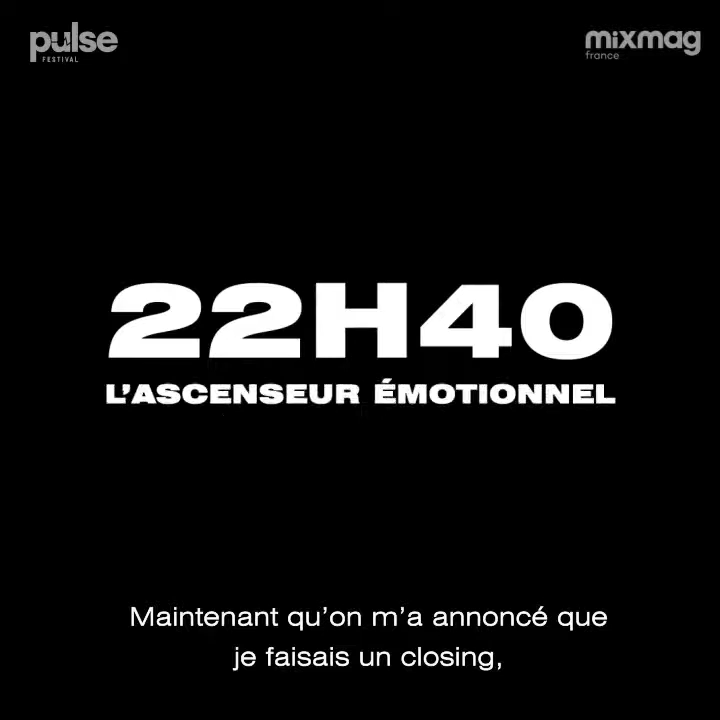 pulse
FESTIVAL
mixmag
france
22H40
L'ASCENSEUR ÉMOTIONNEL
Maintenant qu'on m'a annoncé que
je faisais un closing,